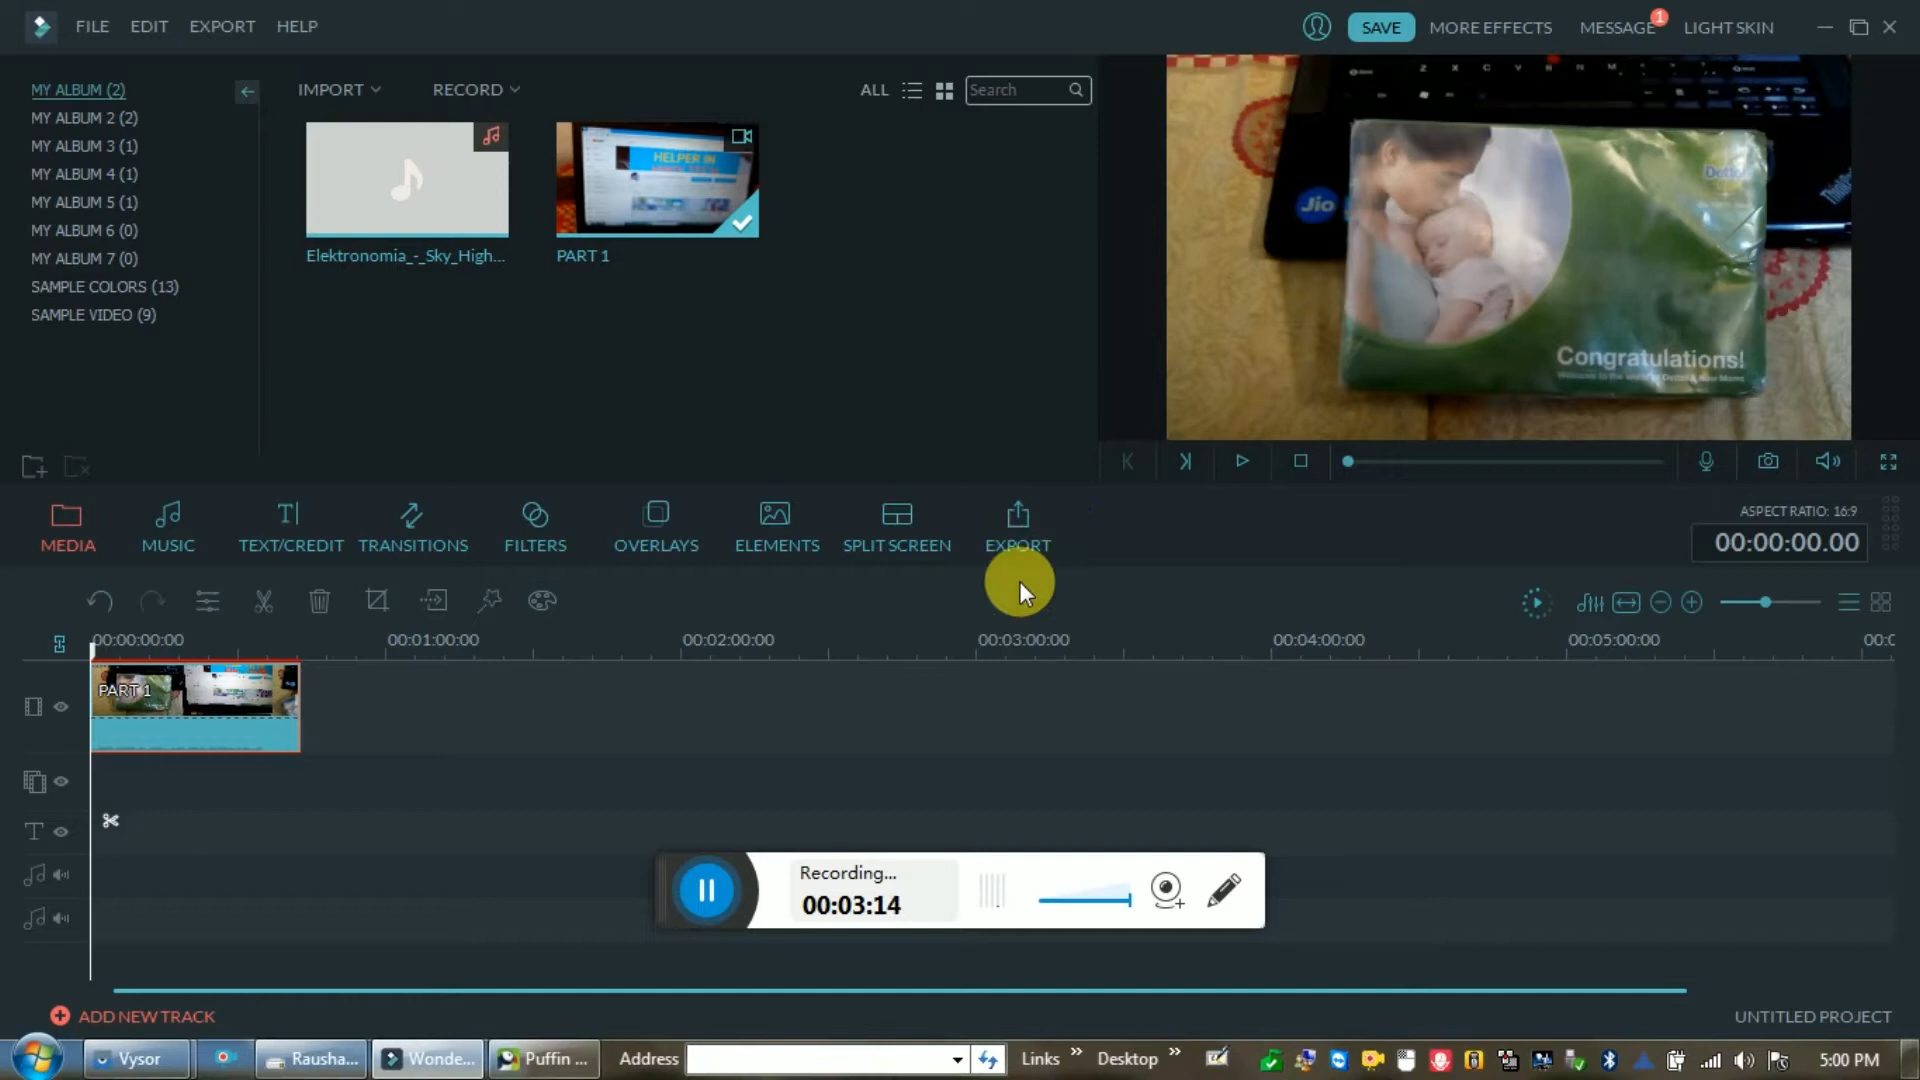 FILE EDIT EXPORT HELP
SAVE MORE EFFECTS MESSAGE 1 LIGHT SKIN
MY ALBUM (2)
MY ALBUM 2 (2)
MY ALBUM 3 (1)
MY ALBUM 4 (1)
MY ALBUM 5 (1)
MY ALBUM 6 (0)
MY ALBUM 7 (0)
SAMPLE COLORS (13)
SAMPLE VIDEO (9)
IMPORT RECORD ALL Search
HELPER IN
Elektronomia_-_Sky_High... PART 1
Jio
Congratulations!
MEDIA MUSIC TEXT/CREDIT TRANSITIONS FILTERS OVERLAYS ELEMENTS SPLIT SCREEN EXPORT
ASPECT RATIO: 16:9
00:00:00.00
00:00:00:00 00:01:00:00 00:02:00:00 00:03:00:00 00:04:00:00 00:05:00:00
PART 1
Recording...
00:03:14
ADD NEW TRACK UNTITLED PROJECT
Vysor Rausha... Wonde... Puffin ... Address Links Desktop 5:00 PM